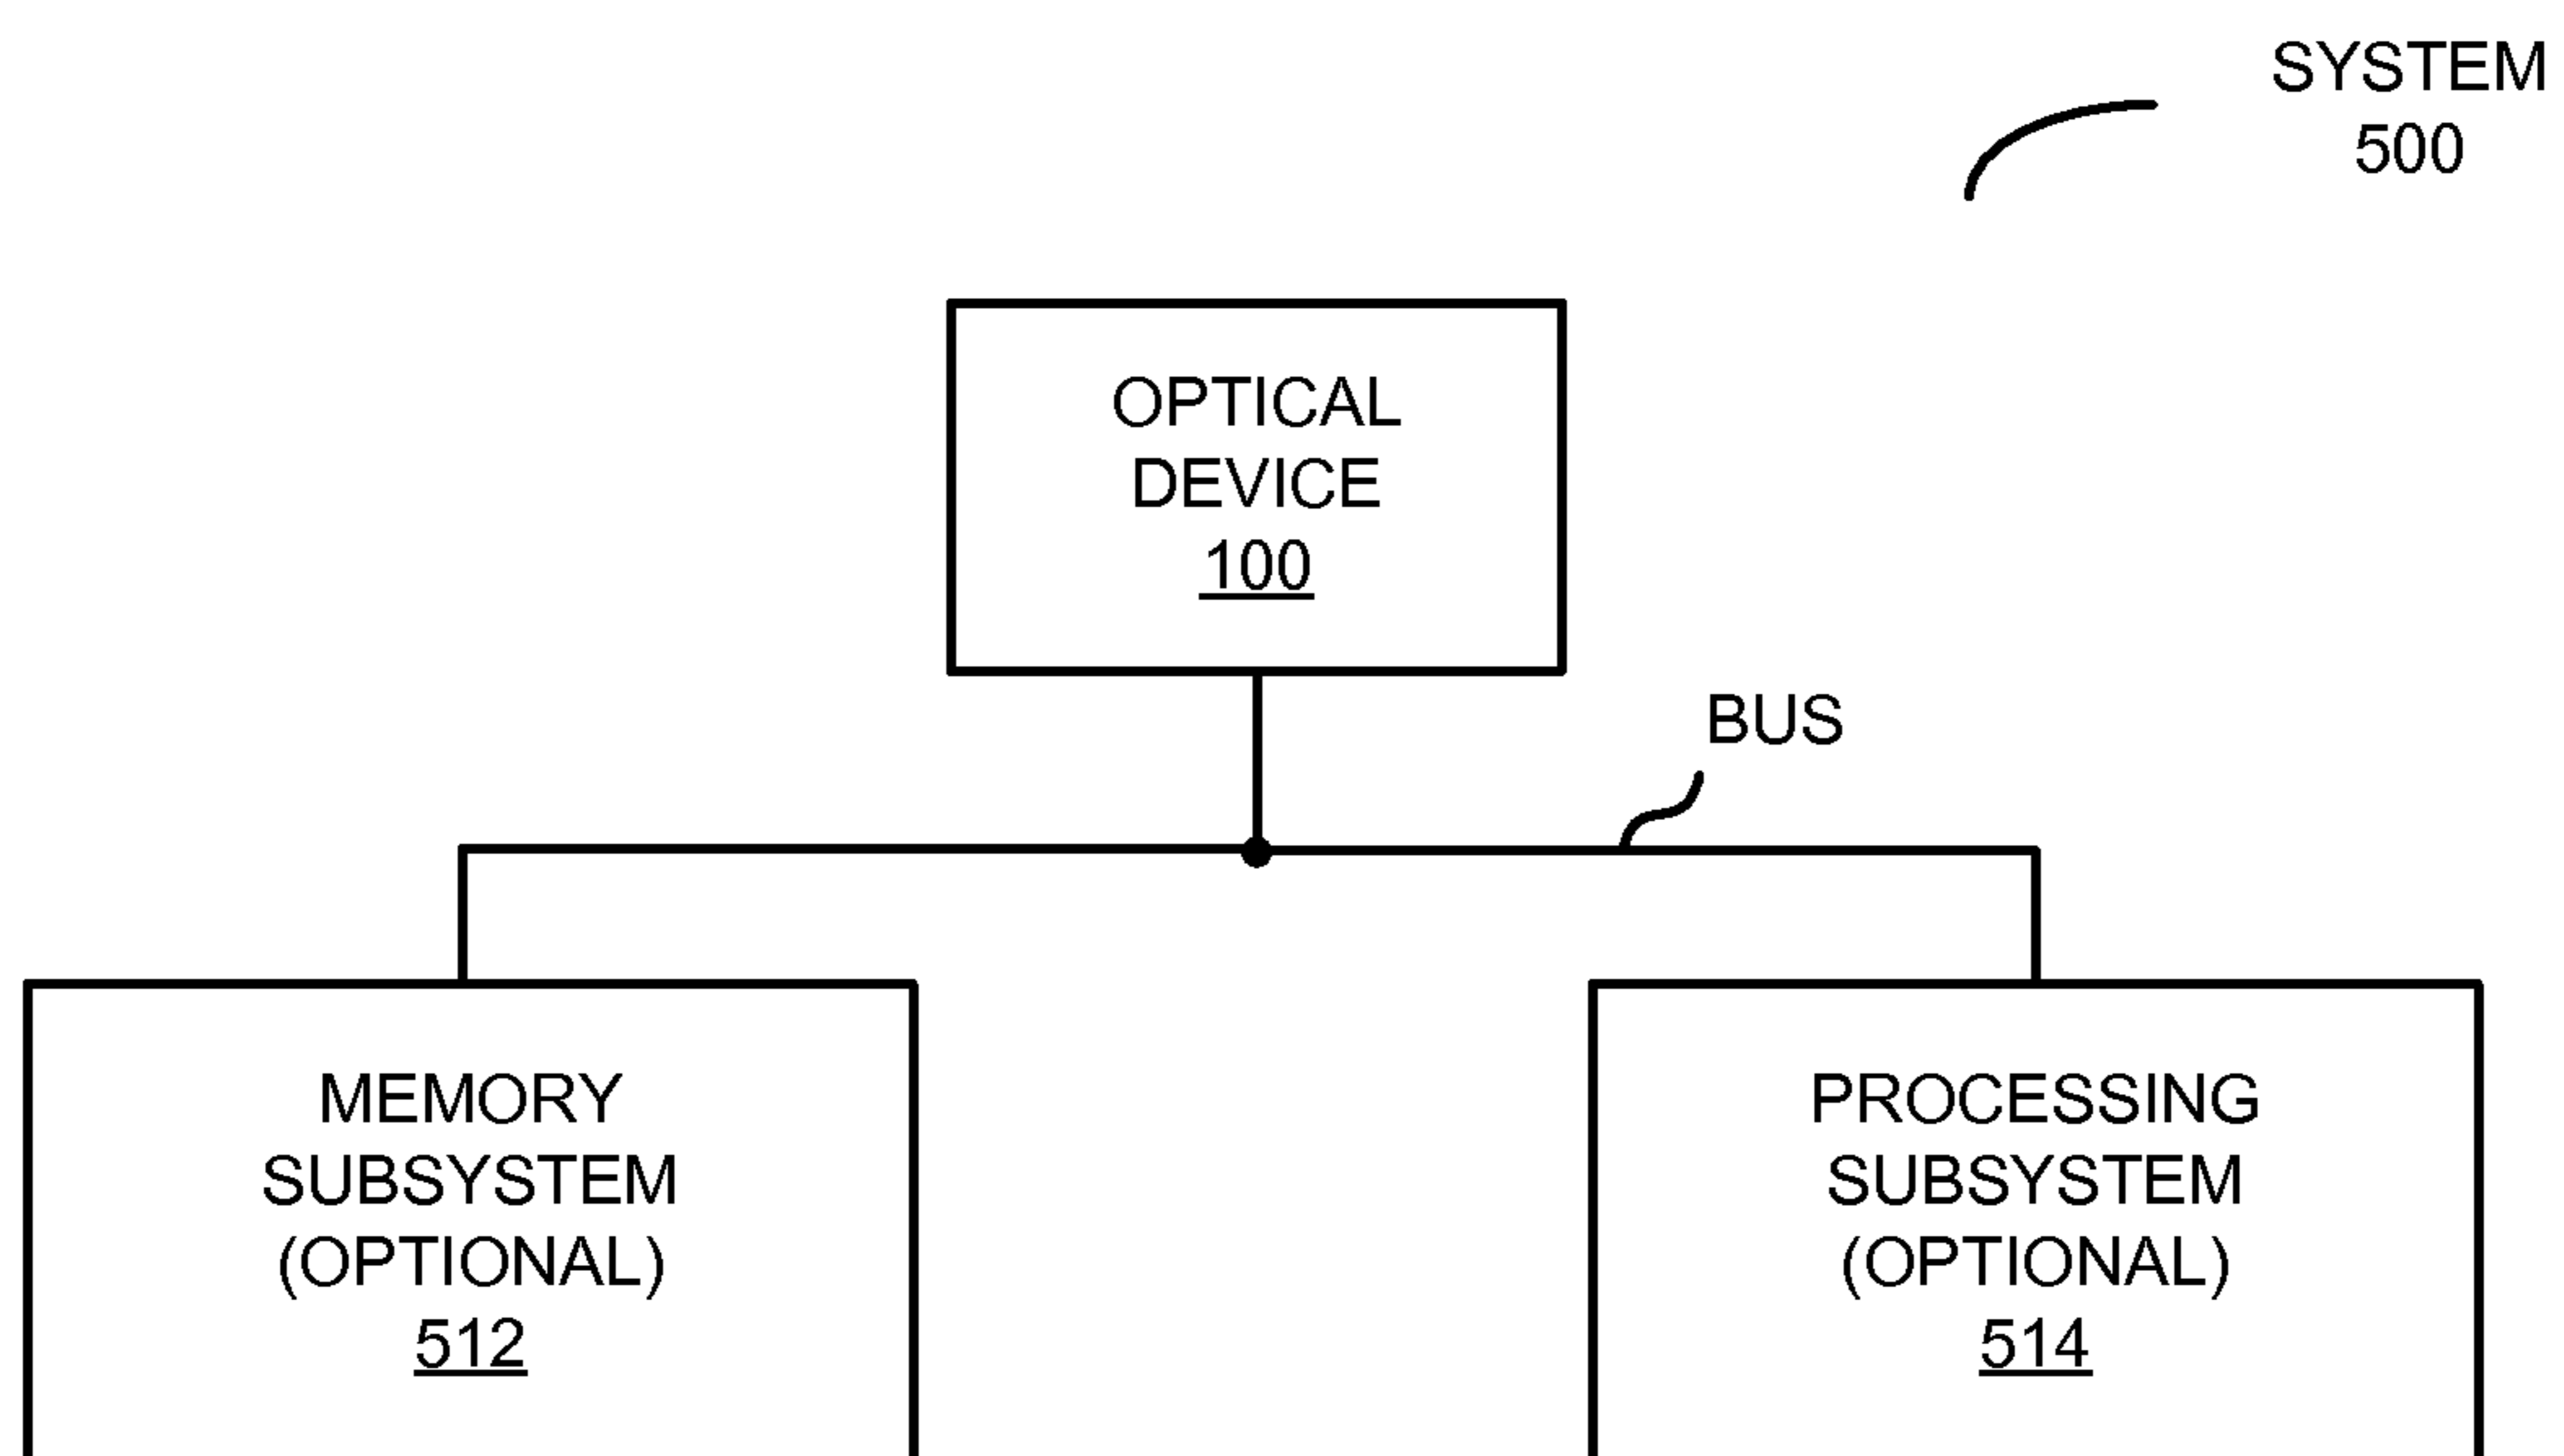 SYSTEM
500
OPTICAL
DEVICE
100
BUS
MEMORY
SUBSYSTEM
(OPTIONAL)
512
PROCESSING
SUBSYSTEM
(OPTIONAL)
514